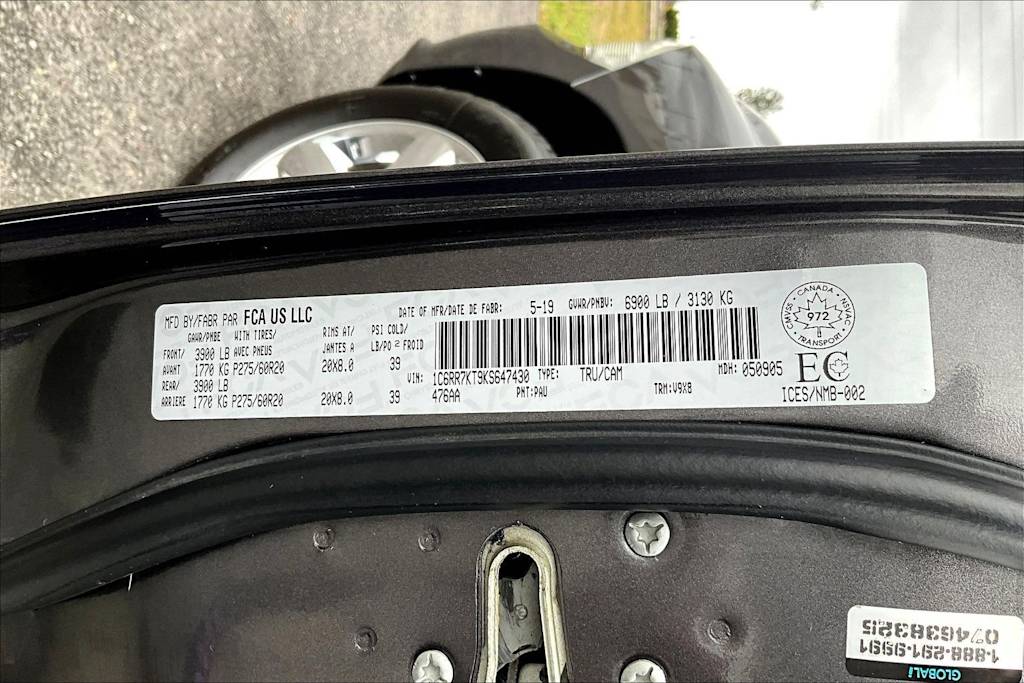 MFD BY/FABR PAR FCA US LLC
DATE OF MFR/DATE DE FABR: 5-19 GVWR/PNBV: 6900 LB / 3130 KG
GAWR/PNBE WITH TIRES/ RIMS AT/ PSI COLD/
AVEC PNEUS JANTES A LB/PO 2 FROID
FRONT/ 3900 LB
AVANT 1770 KG P275/60R20 20X8.0 39
REAR/ 3900 LB
ARRIERE 1770 KG P275/60R20 20X8.0 39
VIN: 1C6RR7KT9KS647430 TYPE: TRU/CAM MDH: 050905
476AA PNT: PAU TRM: V9X8
CANADA
CMVSS 972 NSVAC
TRANSPORT
EC
ICES/NMB-002
GLOBALi
1-888-291-9991
07463832S